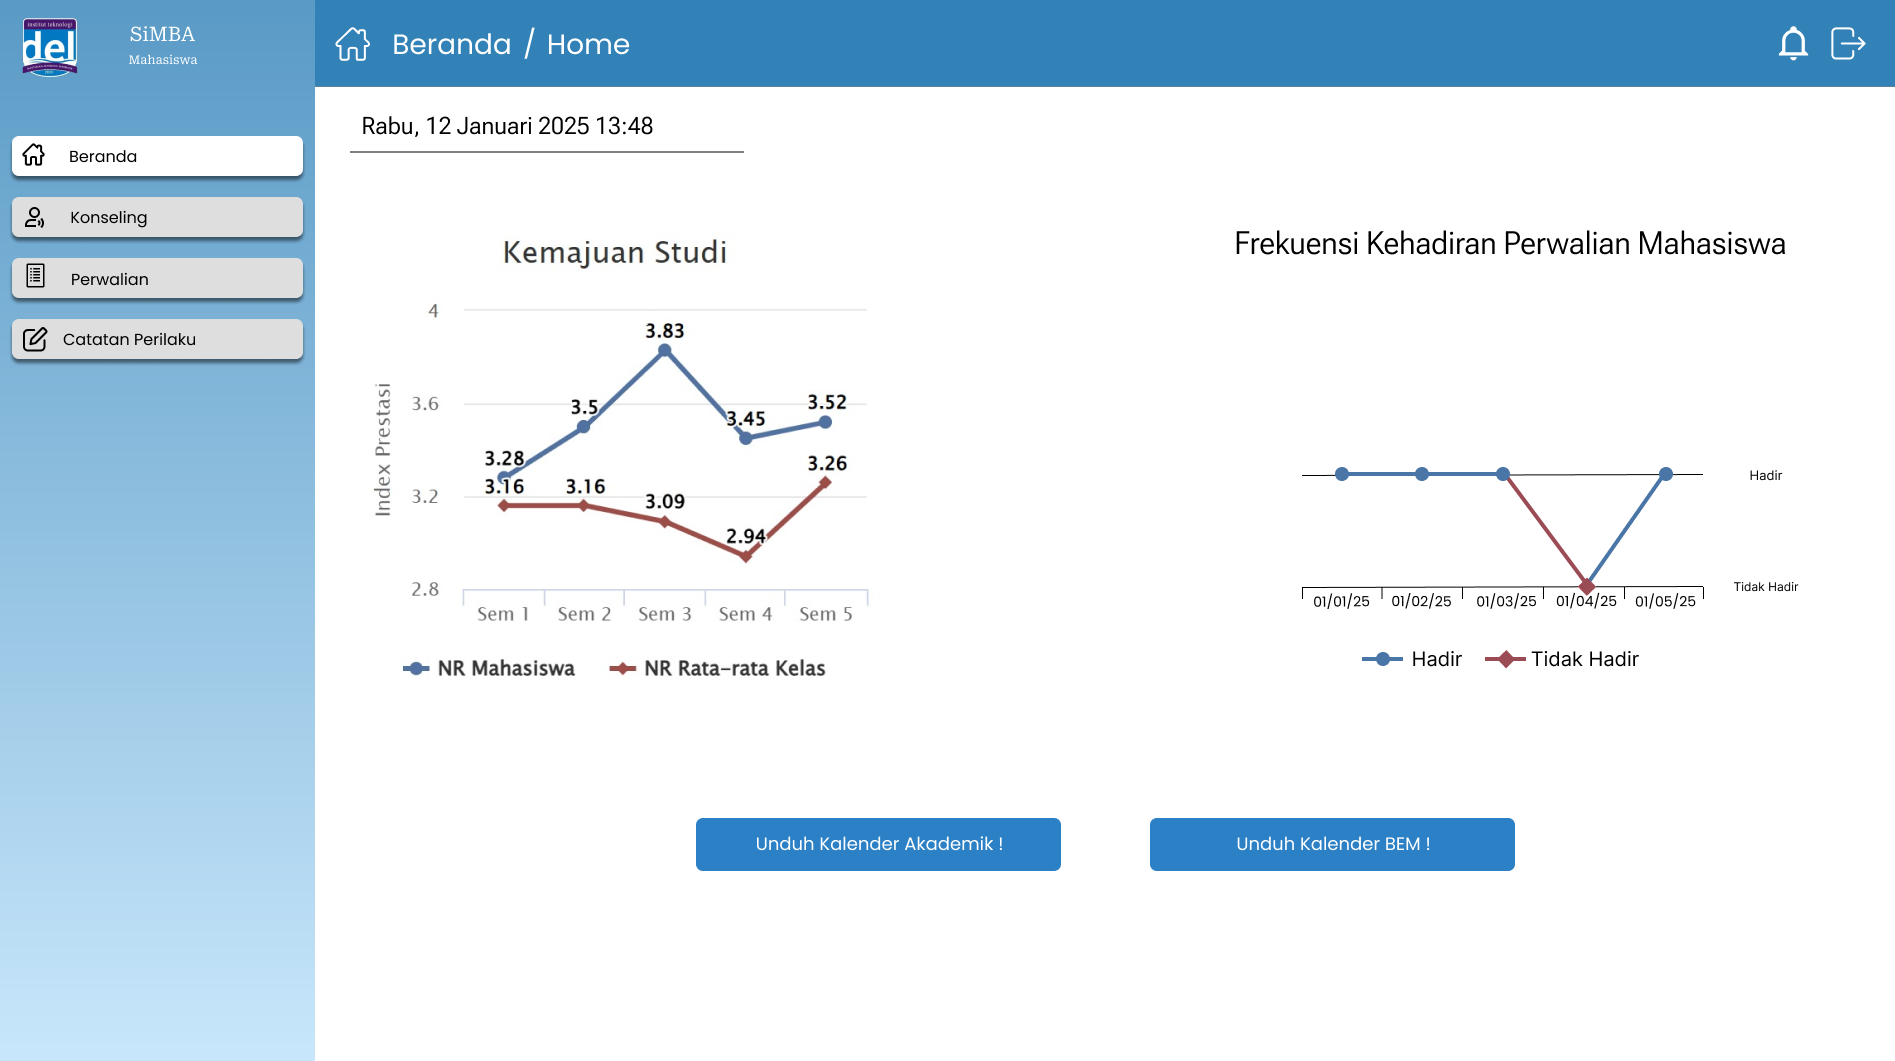 institut teknologi
del
SiMBA
Mahasiswa
Beranda / Home
Beranda
Konseling
Perwalian
Catatan Perilaku
Rabu, 12 Januari 2025 13:48
Kemajuan Studi
Index Prestasi
4
3.6
3.2
2.8
3.28
3.5
3.83
3.45
3.52
3.16
3.16
3.09
2.94
3.26
Sem 1
Sem 2
Sem 3
Sem 4
Sem 5
NR Mahasiswa
NR Rata-rata Kelas
Frekuensi Kehadiran Perwalian Mahasiswa
Hadir
Tidak Hadir
01/01/25
01/02/25
01/03/25
01/04/25
01/05/25
Hadir
Tidak Hadir
Unduh Kalender Akademik !
Unduh Kalender BEM !